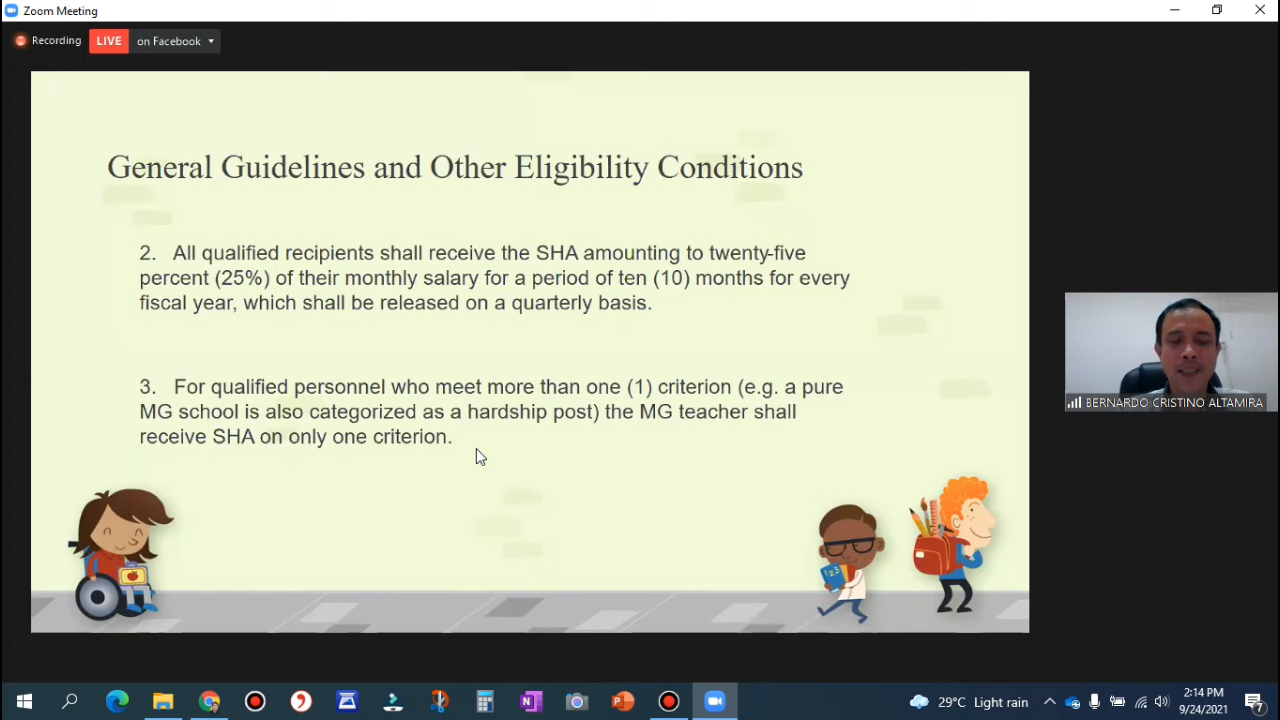 Zoom Meeting
Recording
LIVE
on Facebook
General Guidelines and Other Eligibility Conditions
2. All qualified recipients shall receive the SHA amounting to twenty-five
percent (25%) of their monthly salary for a period of ten (10) months for every
fiscal year, which shall be released on a quarterly basis.
3. For qualified personnel who meet more than one (1) criterion (e.g. a pure
MG school is also categorized as a hardship post) the MG teacher shall
receive SHA on only one criterion.
BERNARDO CRISTINO ALTAMIRA
123
29°C Light rain
2:14 PM
9/24/2021
7